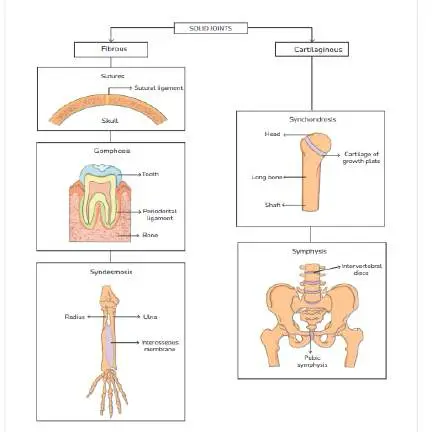 SOLID JOINTS
Fibrous
Cartilaginous
Sutures
Sutural ligament
Skull
Gomphosis
Tooth
Periodontal
ligament
Bone
Syndesmosis
Radius
Ulna
Interosseous
membrane
Synchondrosis
Head
Cartilage of
growth plate
Long bone
Shaft
Symphysis
Intervertebral
discs
Pubic
symphysis